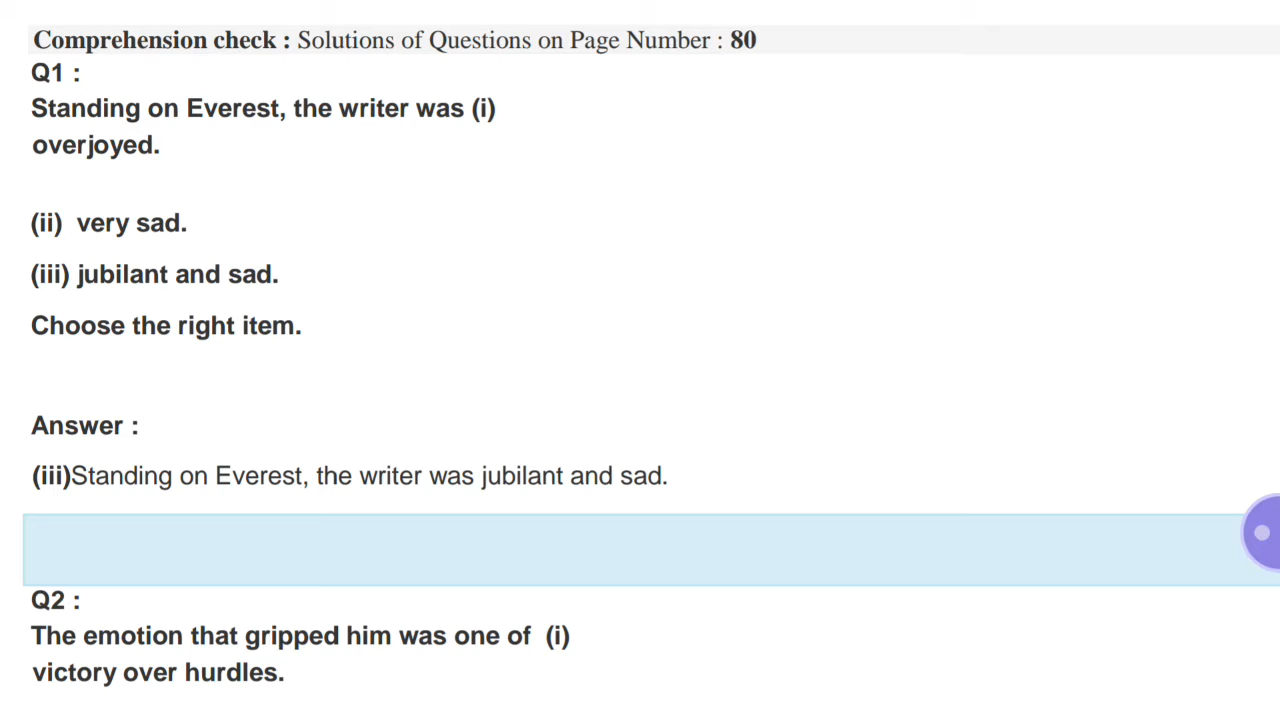 Comprehension check : Solutions of Questions on Page Number : 80
Q1 :
Standing on Everest, the writer was (i)
overjoyed.
(ii) very sad.
(iii) jubilant and sad.
Choose the right item.
Answer :
(iii)Standing on Everest, the writer was jubilant and sad.
Q2 :
The emotion that gripped him was one of (i)
victory over hurdles.